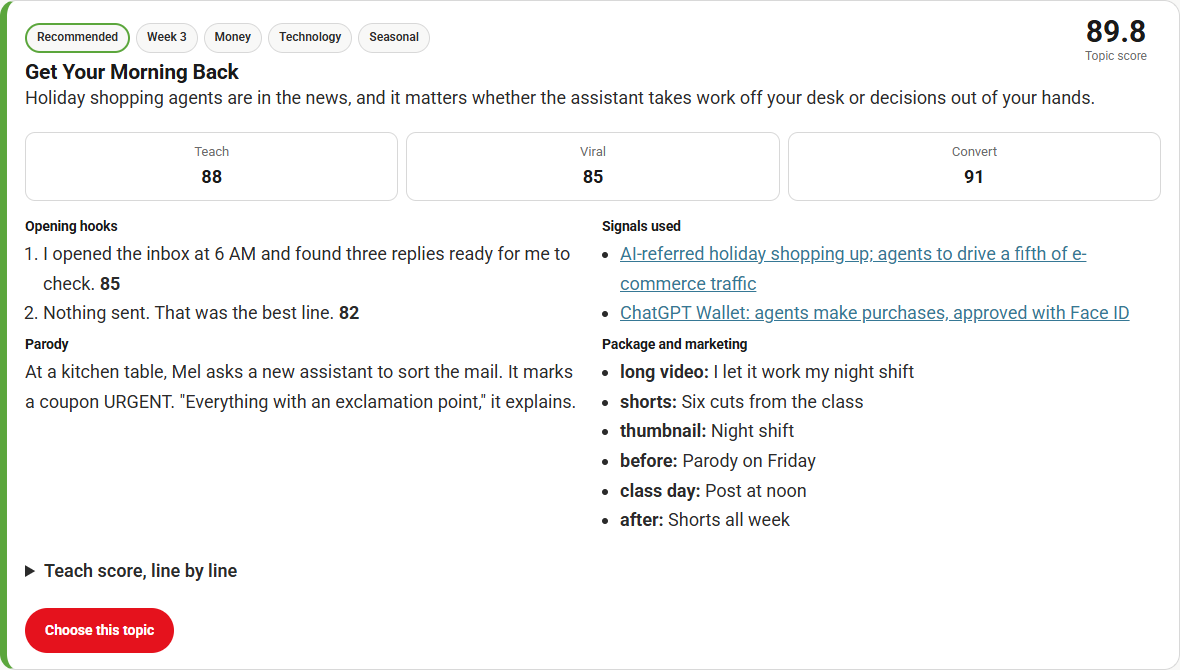 Recommended
Week 3
Money
Technology
Seasonal
89.8
Topic score
Get Your Morning Back
Holiday shopping agents are in the news, and it matters whether the assistant takes work off your desk or decisions out of your hands.
Teach
88
Viral
85
Convert
91
Opening hooks
1. I opened the inbox at 6 AM and found three replies ready for me to
check. 85
2. Nothing sent. That was the best line. 82
Parody
At a kitchen table, Mel asks a new assistant to sort the mail. It marks
a coupon URGENT. "Everything with an exclamation point," it explains.
Signals used
AI-referred holiday shopping up; agents to drive a fifth of e-
commerce traffic
ChatGPT Wallet: agents make purchases, approved with Face ID
Package and marketing
long video: I let it work my night shift
shorts: Six cuts from the class
thumbnail: Night shift
before: Parody on Friday
class day: Post at noon
after: Shorts all week
Teach score, line by line
Choose this topic